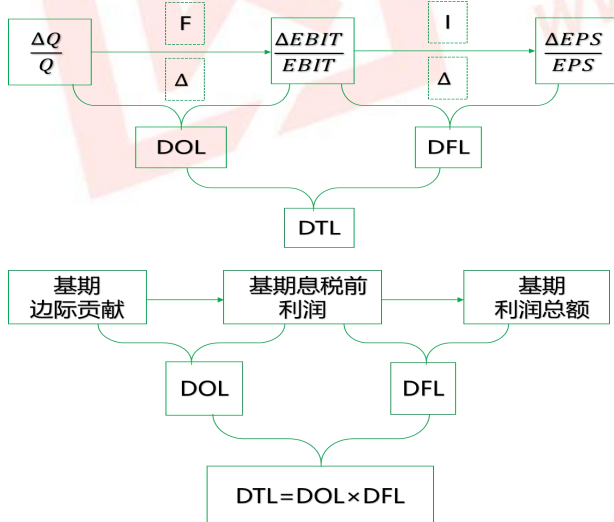 F
I
ΔQ
Q
ΔEBIT
EBIT
ΔEPS
EPS
Δ
Δ
DOL
DFL
DTL
基期
边际贡献
基期息税前
利润
基期
利润总额
DOL
DFL
DTL=DOL×DFL